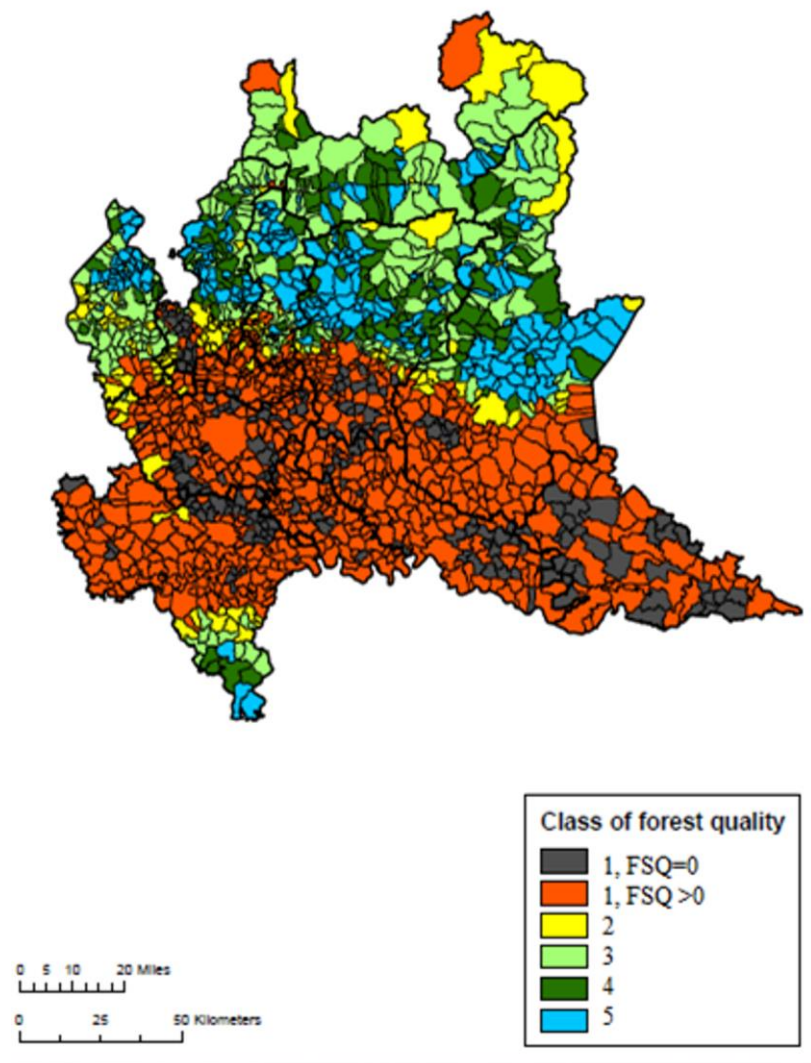 Class of forest quality
1, FSQ=0
1, FSQ >0
2
3
4
5
0 5 10 20 Miles
0 25 50 Kilometers